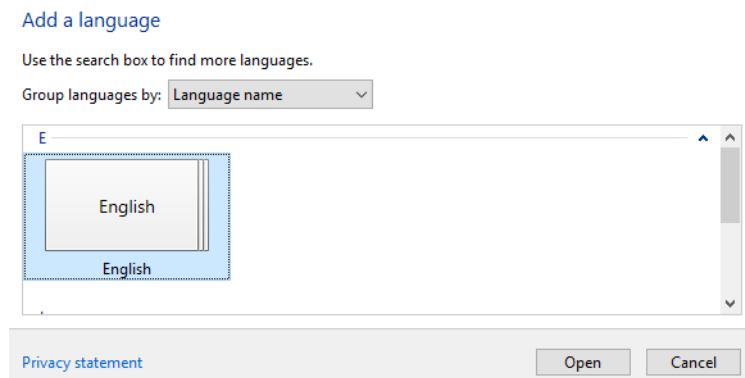 Add a language
Use the search box to find more languages.
Group languages by: Language name
E
English
English
Privacy statement Open Cancel